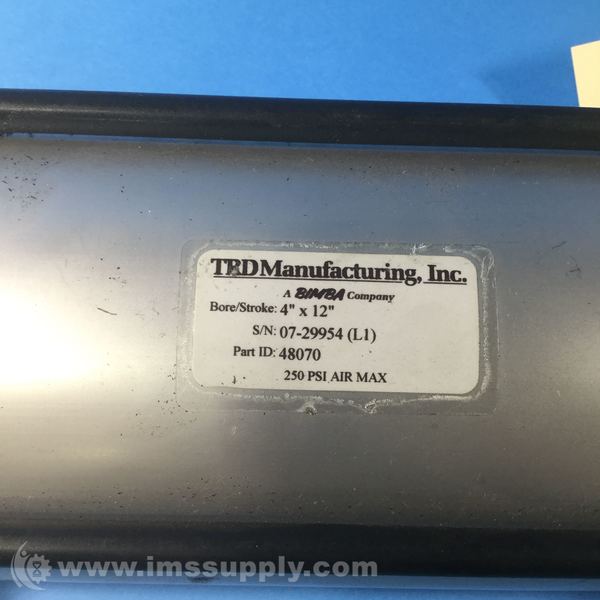 TRD Manufacturing, Inc.
A BIMBA Company
Bore/Stroke: 4" x 12"
S/N: 07-29954 (L1)
Part ID: 48070
250 PSI AIR MAX
www.imssupply.com